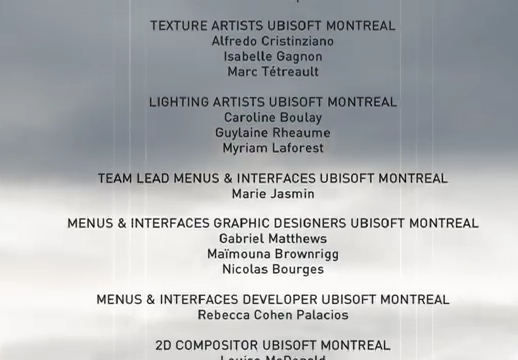 TEXTURE ARTISTS UBISOFT MONTREAL
Alfredo Cristinziano
Isabelle Gagnon
Marc Tétreault
LIGHTING ARTISTS UBISOFT MONTREAL
Caroline Boulay
Guylaine Rheaume
Myriam Laforest
TEAM LEAD MENUS & INTERFACES UBISOFT MONTREAL
Marie Jasmin
MENUS & INTERFACES GRAPHIC DESIGNERS UBISOFT MONTREAL
Gabriel Matthews
Maïmouna Brownrigg
Nicolas Bourges
MENUS & INTERFACES DEVELOPER UBISOFT MONTREAL
Rebecca Cohen Palacios
2D COMPOSITOR UBISOFT MONTREAL
Louise McDonald